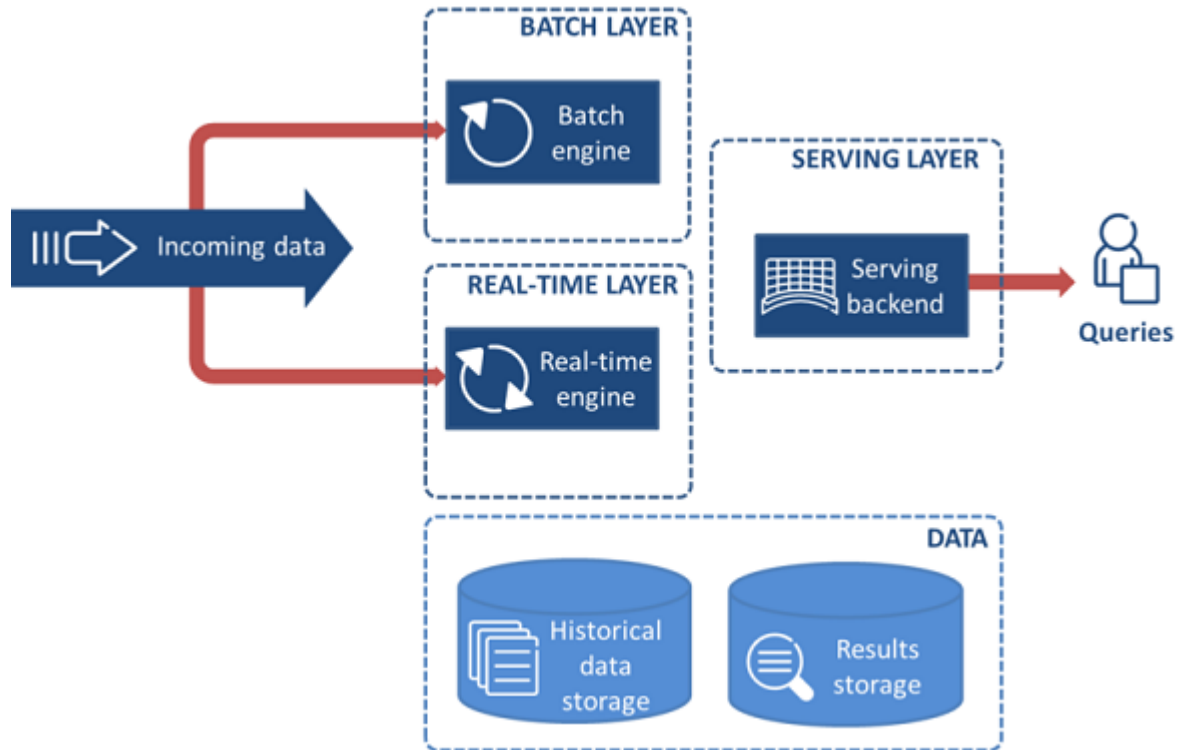 BATCH LAYER
Batch
engine
Incoming data
REAL-TIME LAYER
Real-time
engine
SERVING LAYER
Serving
backend
Queries
DATA
Historical
data
storage
Results
storage